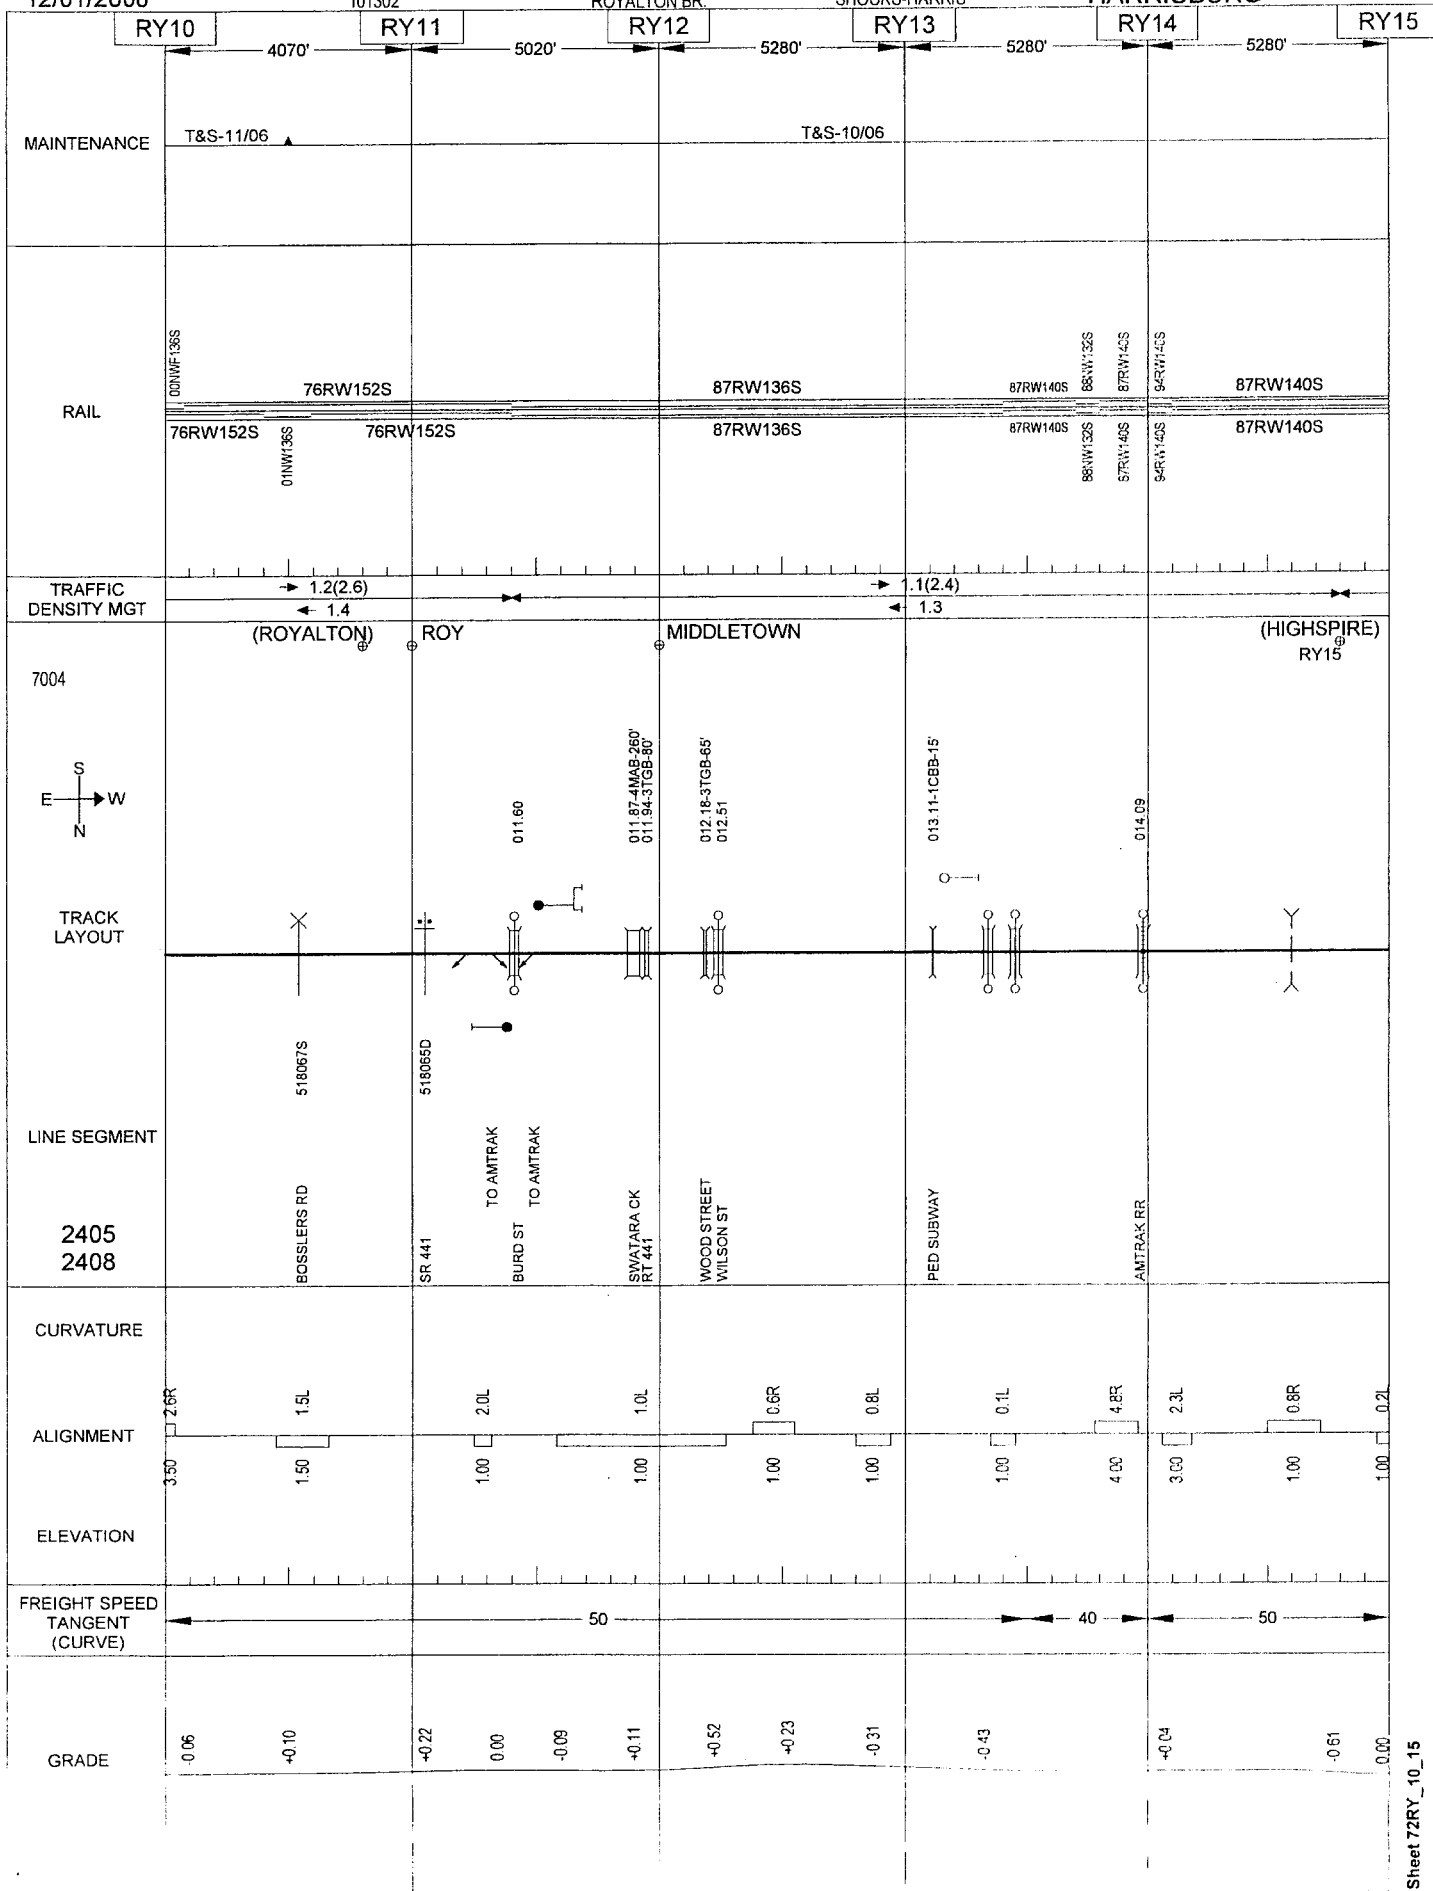 12/01/2006 101302 ROYALTON BR. SHOCKS-HARRIS HARRISBURG
RY10 RY11 RY12 RY13 RY14 RY15
4070' 5020' 5280' 5280' 5280'
MAINTENANCE
T&S-11/06 T&S-10/06
RAIL
00NWF136S 88NW132S 87RW140S 94RW140S
76RW152S 87RW136S 87RW140S 87RW140S
76RW152S 76RW152S 87RW136S 87RW140S 87RW140S
01NW136S 88NW132S 87RW140S 94RW140S
TRAFFIC
DENSITY MGT
1.2(2.6) 1.1(2.4)
1.4 1.3
(ROYALTON) ROY MIDDLETOWN (HIGHSPIRE)
RY15
7004
S
E W
N
011.60
011.87-4MAB-260'
011.94-3TGB-80'
012.18-3TGB-65'
012.51
013.11-1CBB-15'
014.09
TRACK
LAYOUT
518067S
518065D
LINE SEGMENT
2405
2408
BOSSLERS RD
SR 441
TO AMTRAK
BURD ST
TO AMTRAK
SWATARA CK
RT 441
WOOD STREET
WILSON ST
PED SUBWAY
AMTRAK RR
CURVATURE
2.6R 1.5L 2.0L 1.0L 0.6R 0.8L 0.1L 4.8R 2.3L 0.8R 0.2L
ALIGNMENT
3.50 1.50 1.00 1.00 1.00 1.00 1.00 4.00 3.00 1.00 1.00
ELEVATION
FREIGHT SPEED
TANGENT
(CURVE)
50 40 50
GRADE
-0.06 +0.10 +0.22 0.00 -0.09 +0.11 +0.52 +0.23 -0.31 -0.43 +0.04 -0.61 0.00
Sheet 72RY_10_15